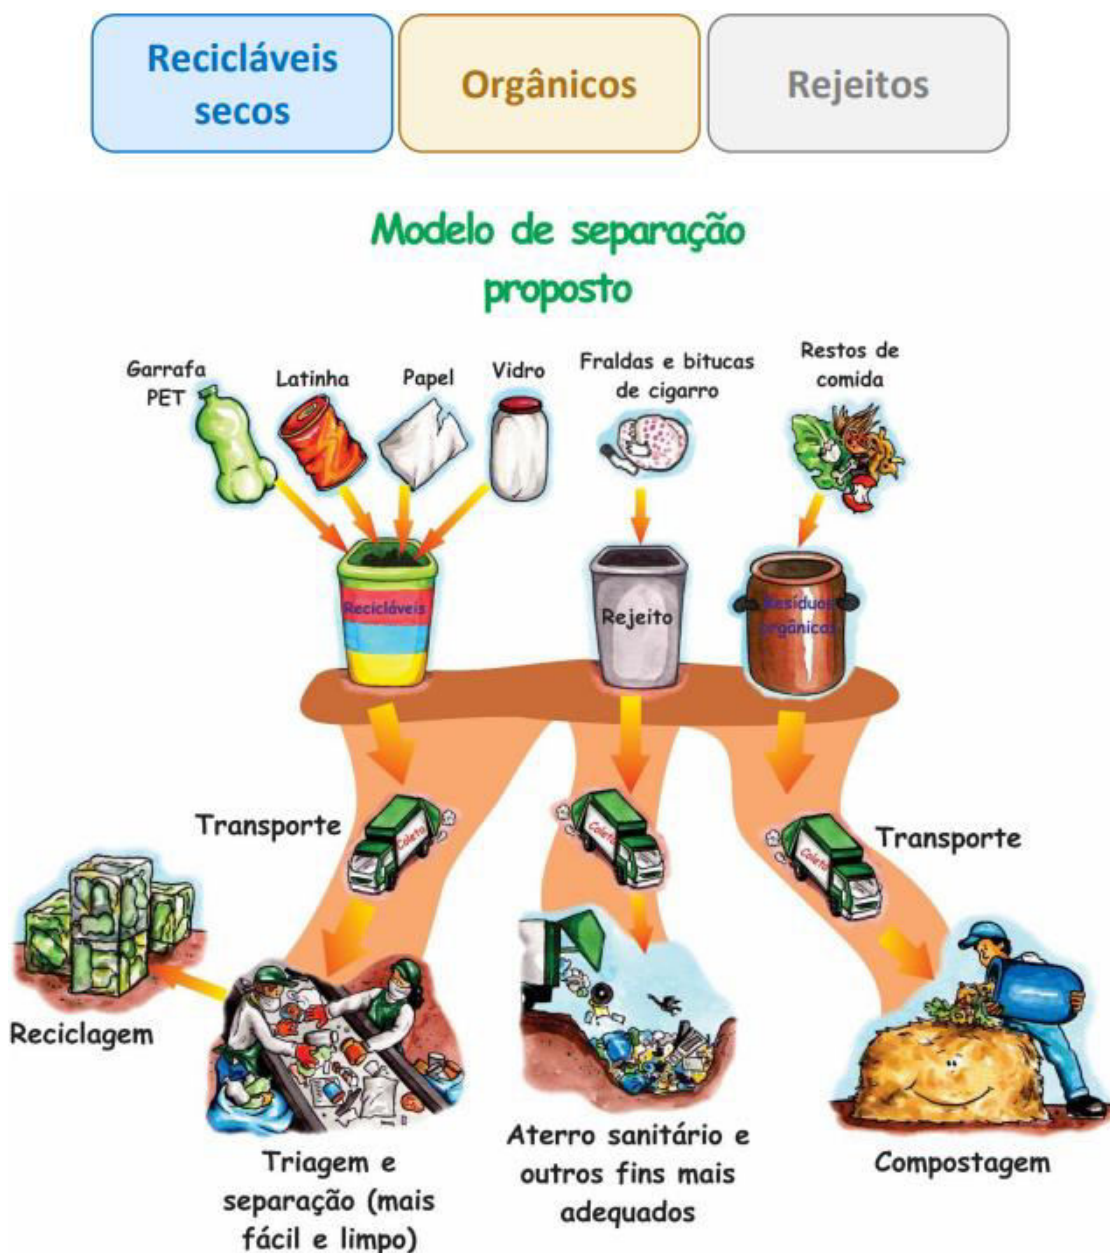 Recicláveis
secos
Orgânicos
Rejeitos
Modelo de separação
proposto
Garrafa
PET
Latinha
Papel
Vidro
Fraldas e bitucas
de cigarro
Restos de
comida
Recicláveis
Rejeito
Resíduos
orgânicos
Transporte
Coleta
Coleta
Coleta
Transporte
Reciclagem
Triagem e
separação (mais
fácil e limpo)
Aterro sanitário e
outros fins mais
adequados
Compostagem